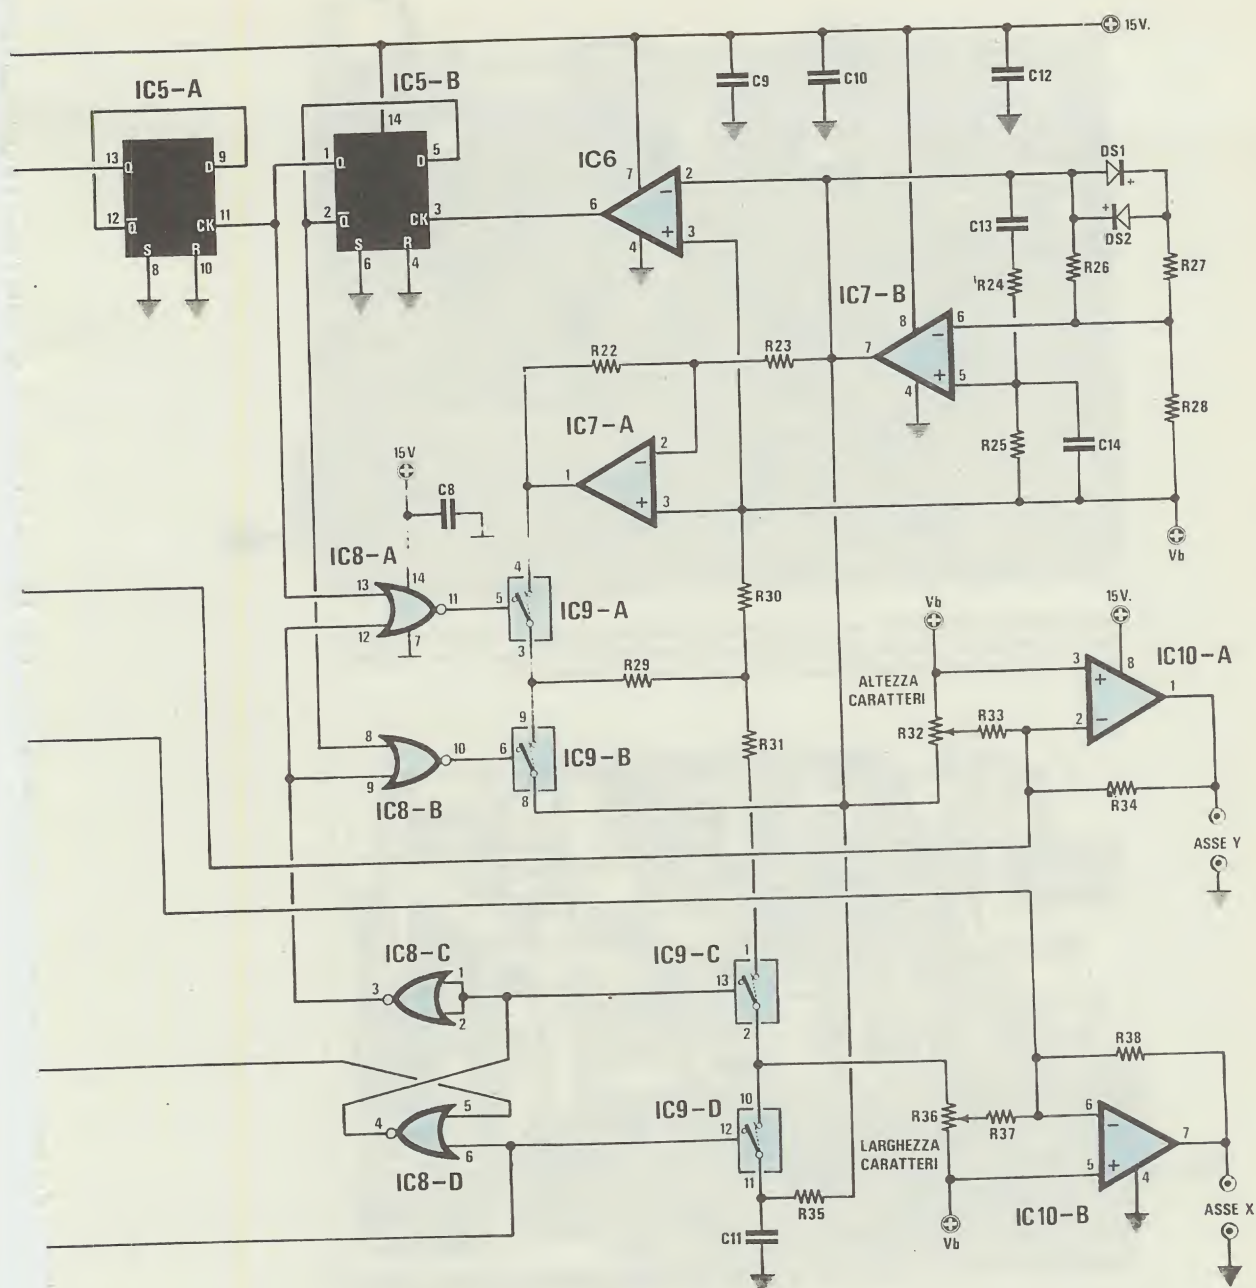 15V.
IC5-A
IC5-B
C9
C10
C12
14
13
Q
D
9
12
Q̅
CK
11
S
R
8
10
1
Q
D
5
2
Q̅
CK
3
S
R
6
4
IC6
7
2
−
6
3
+
4
DS1
+
+
DS2
C13
R24
R26
R27
IC7-B
8
6
−
7
5
+
4
R22
R23
R28
R25
C14
IC7-A
2
−
1
3
+
Vb
15V
C8
IC8-A
14
13
11
12
7
4
5
IC9-A
3
R30
R29
R31
9
8
10
6
IC9-B
9
IC8-B
8
Vb
15V.
ALTEZZA
CARATTERI
3
+
8
IC10-A
1
R32
R33
2
−
R34
ASSE Y
IC8-C
IC9-C
1
3
1
13
2
2
R38
4
5
IC9-D
10
12
6
R36
R37
6
−
7
LARGHEZZA
CARATTERI
5
+
4
IC8-D
11
R35
IC10-B
C11
Vb
ASSE X